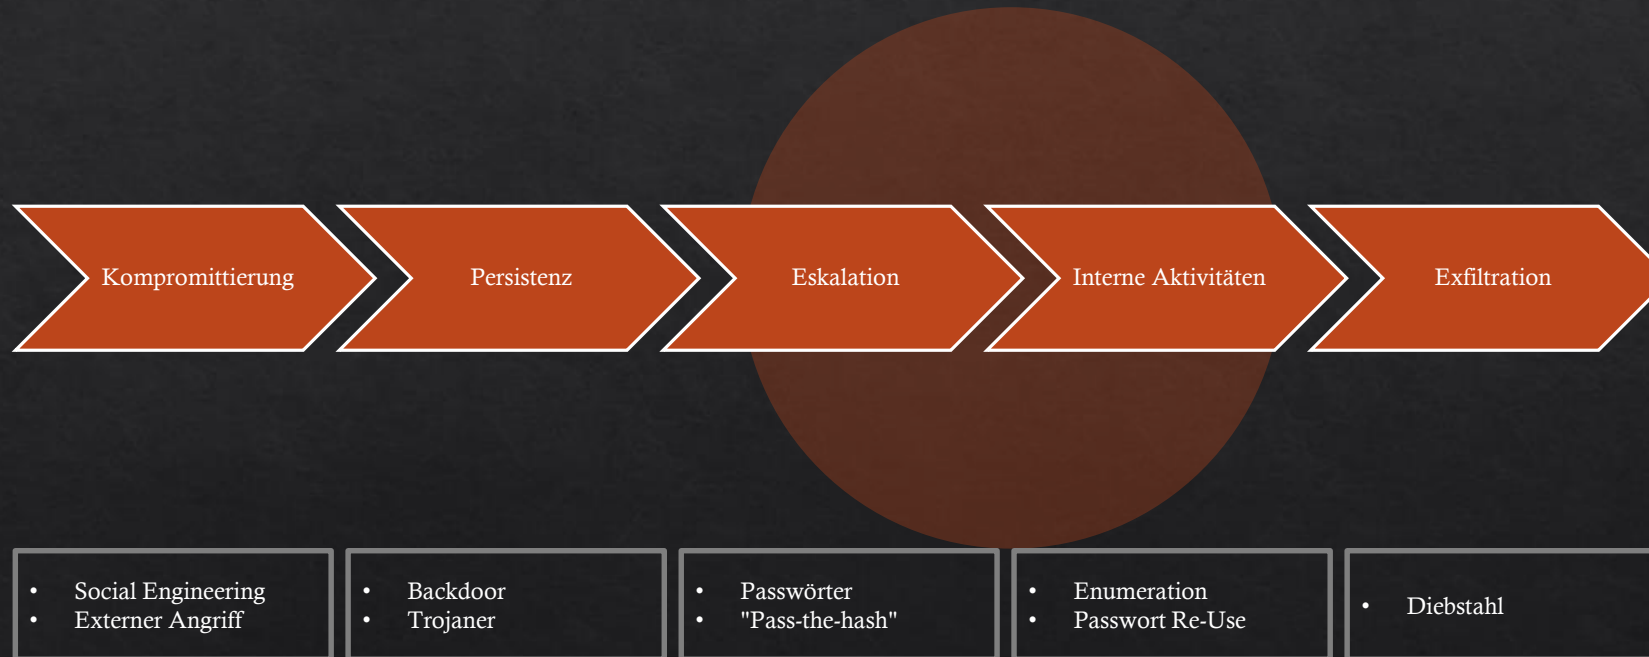 Kompromittierung
Persistenz
Eskalation
Interne Aktivitäten
Exfiltration
• Social Engineering
• Externer Angriff
• Backdoor
• Trojaner
• Passwörter
• "Pass-the-hash"
• Enumeration
• Passwort Re-Use
• Diebstahl